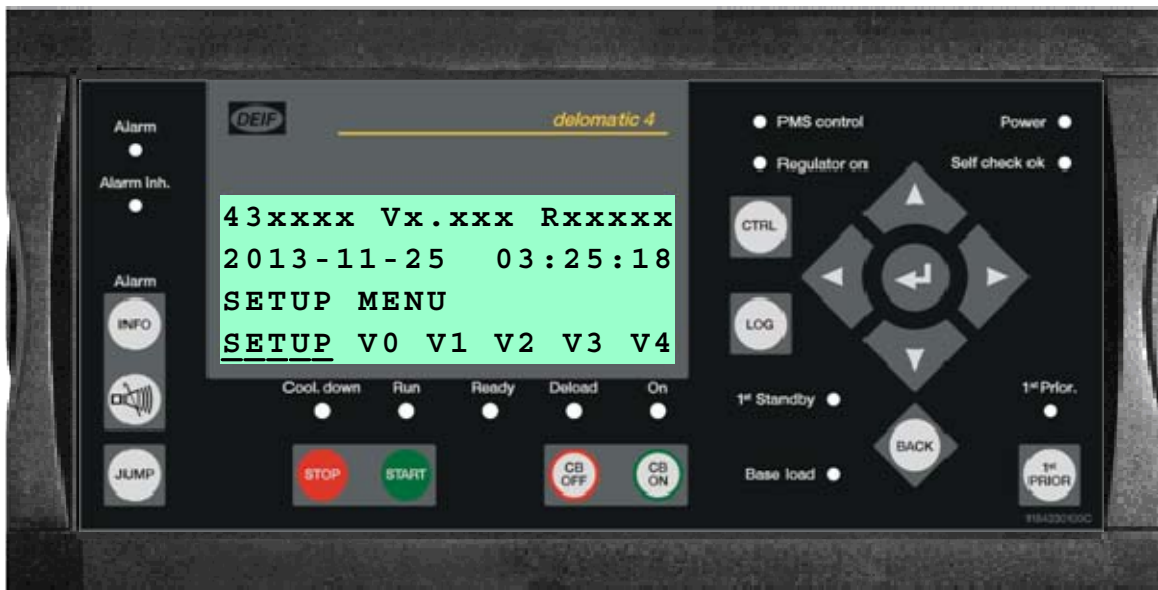 DEIF
delomatic 4
Alarm
Alarm Inh.
PMS control
Power
Regulator on
Self check ok
43xxxx Vx.xxx Rxxxxx
2013-11-25 03:25:18
SETUP MENU
SETUP V0 V1 V2 V3 V4
CTRL
LOG
Alarm
INFO
JUMP
Cool. down Run Ready Deload On
STOP START CB OFF CB ON
1st Standby
Base load
BACK
1st Prior.
1st PRIOR